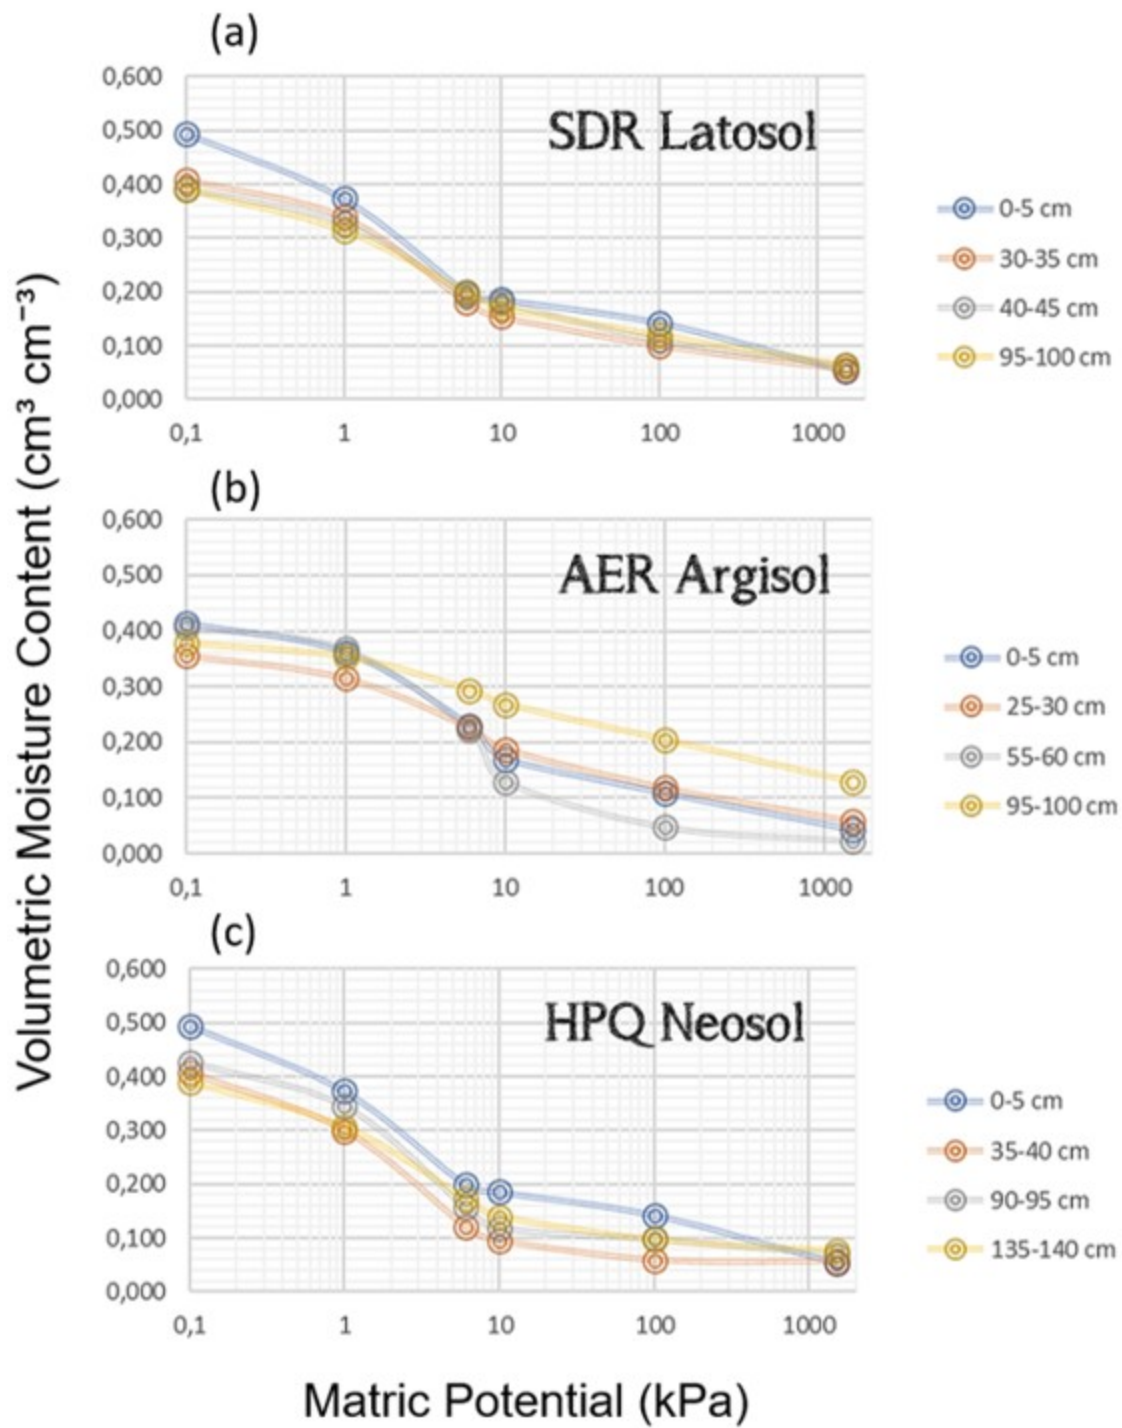 (a)
0,600
0,500
0,400
0,300
0,200
0,100
0,000
0,1 1 10 100 1000
SDR Latosol
0-5 cm
30-35 cm
40-45 cm
95-100 cm
Volumetric Moisture Content (cm³ cm⁻³)
(b)
0,600
0,500
0,400
0,300
0,200
0,100
0,000
0,1 1 10 100 1000
AER Argisol
0-5 cm
25-30 cm
55-60 cm
95-100 cm
(c)
0,600
0,500
0,400
0,300
0,200
0,100
0,000
0,1 1 10 100 1000
HPQ Neosol
0-5 cm
35-40 cm
90-95 cm
135-140 cm
Matric Potential (kPa)